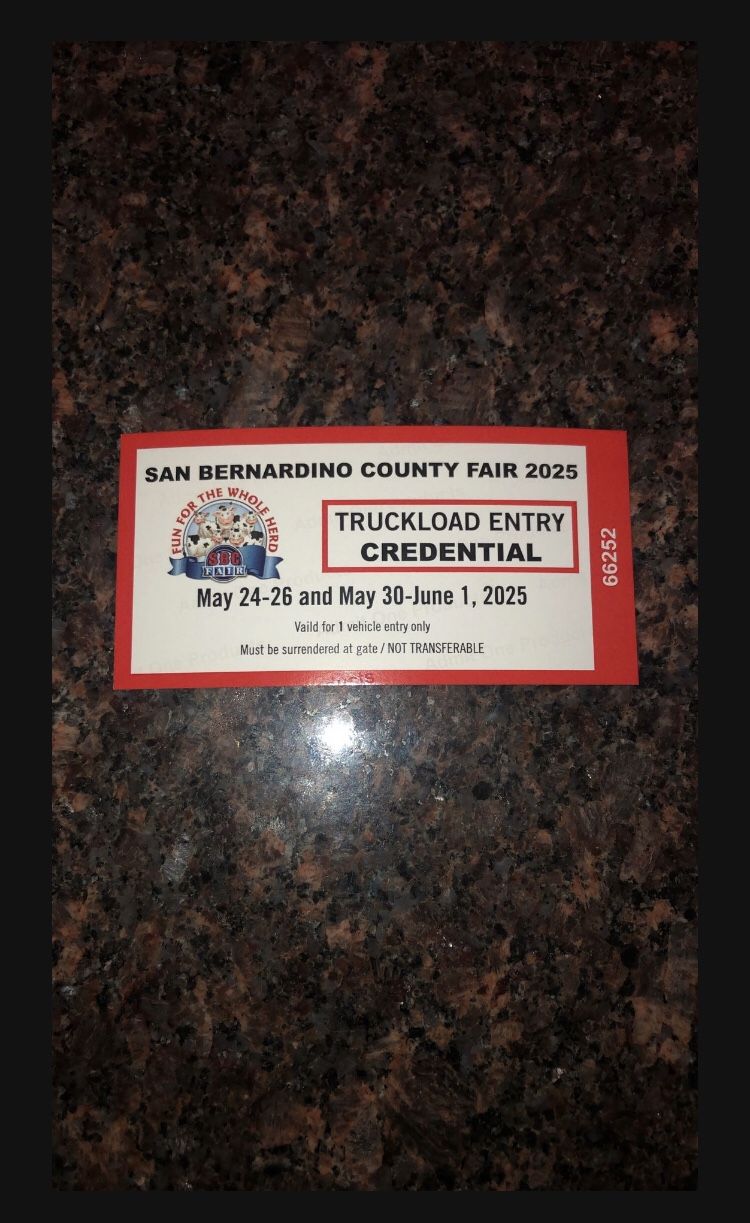 SAN BERNARDINO COUNTY FAIR 2025
FUN FOR THE WHOLE HERD
SBC
FAIR
TRUCKLOAD ENTRY
CREDENTIAL
May 24-26 and May 30-June 1, 2025
Vaild for 1 vehicle entry only
Must be surrendered at gate / NOT TRANSFERABLE
66252